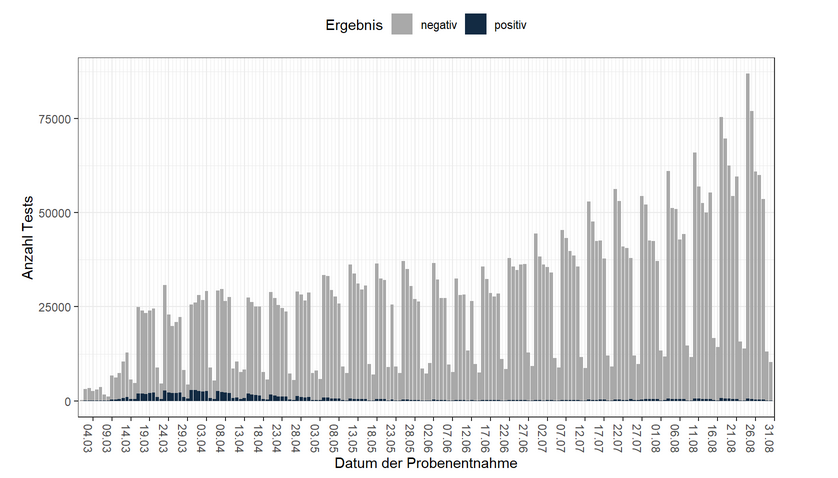 Ergebnis negativ positiv
Anzahl Tests
75000
50000
25000
0
04.03 09.03 14.03 19.03 24.03 29.03 03.04 08.04 13.04 18.04 23.04 28.04 03.05 08.05 13.05 18.05 23.05 28.05 02.06 07.06 12.06 17.06 22.06 27.06 02.07 07.07 12.07 17.07 22.07 27.07 01.08 06.08 11.08 16.08 21.08 26.08 31.08
Datum der Probenentnahme